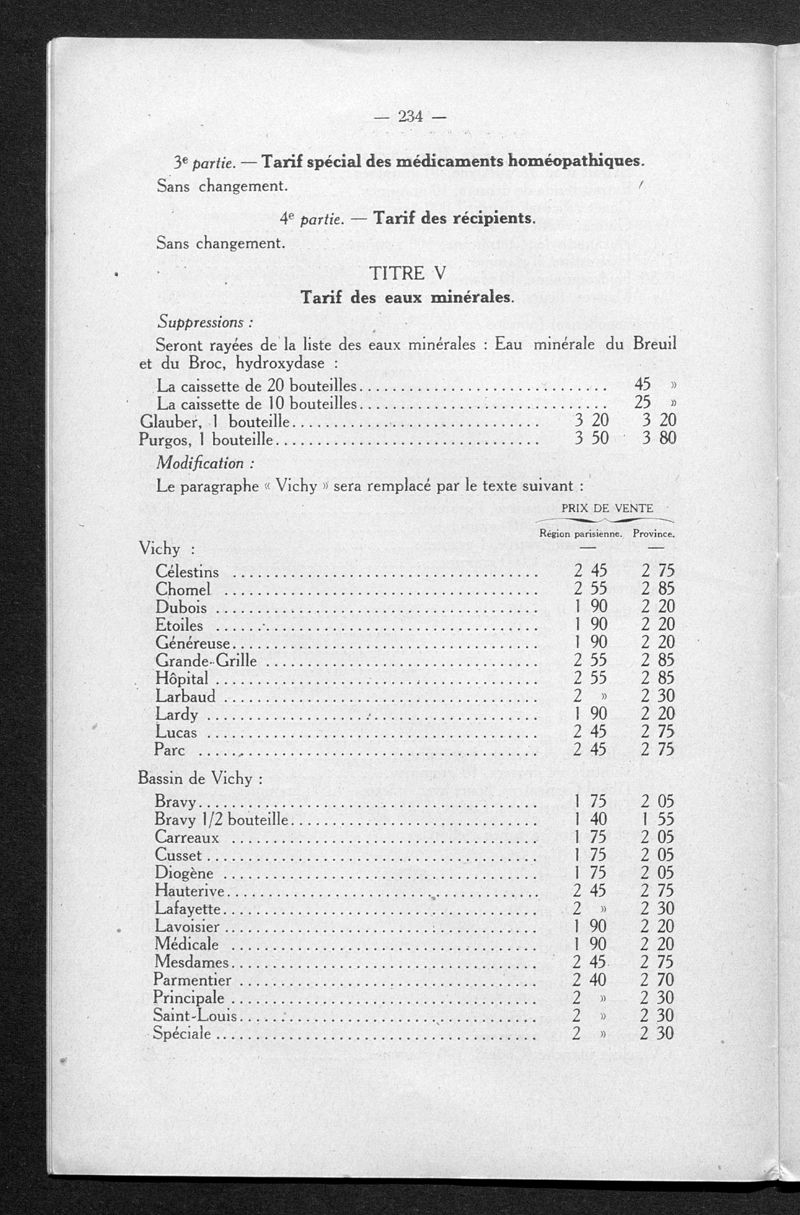 — 234 —
3e partie. — Tarif spécial des médicaments homéopathiques.
Sans changement.
4e partie. — Tarif des récipients.
Sans changement.
TITRE V
Tarif des eaux minérales.
Suppressions :
Seront rayées de la liste des eaux minérales : Eau minérale du Breuil
et du Broc, hydroxydase :
La caissette de 20 bouteilles.............................. 45 »
La caissette de 10 bouteilles.............................. 25 »
Glauber, 1 bouteille.............................. 3 20 3 20
Purgos, 1 bouteille................................ 3 50 3 80
Modification :
Le paragraphe « Vichy » sera remplacé par le texte suivant :
PRIX DE VENTE
Région parisienne. Province.
Vichy : — —
Célestins ..................................... 2 45 2 75
Chomel ...................................... 2 55 2 85
Dubois ....................................... 1 90 2 20
Etoiles ....................................... 1 90 2 20
Généreuse..................................... 1 90 2 20
Grande-Grille ................................. 2 55 2 85
Hôpital ....................................... 2 55 2 85
Larbaud ...................................... 2 » 2 30
Lardy ........................................ 1 90 2 20
Lucas ........................................ 2 45 2 75
Parc ......................................... 2 45 2 75
Bassin de Vichy :
Bravy......................................... 1 75 2 05
Bravy 1/2 bouteille.............................. 1 40 1 55
Carreaux ..................................... 1 75 2 05
Cusset ........................................ 1 75 2 05
Diogène ...................................... 1 75 2 05
Hauterive...................................... 2 45 2 75
Lafayette...................................... 2 » 2 30
Lavoisier ...................................... 1 90 2 20
Médicale ..................................... 1 90 2 20
Mesdames..................................... 2 45 2 75
Parmentier .................................... 2 40 2 70
Principale ..................................... 2 » 2 30
Saint-Louis.................................... 2 » 2 30
Spéciale ....................................... 2 » 2 30